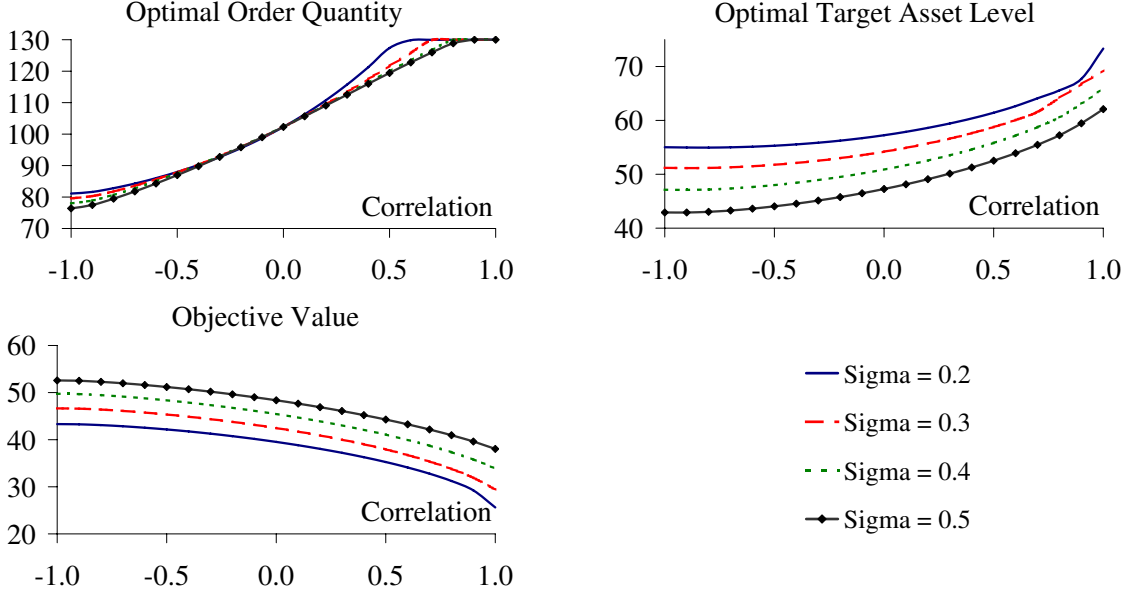 Optimal Order Quantity
130
120
110
100
90
80
70
Correlation
-1.0 -0.5 0.0 0.5 1.0
Optimal Target Asset Level
70
60
50
40
Correlation
-1.0 -0.5 0.0 0.5 1.0
Objective Value
60
50
40
30
20
Correlation
-1.0 -0.5 0.0 0.5 1.0
Sigma = 0.2
Sigma = 0.3
Sigma = 0.4
Sigma = 0.5